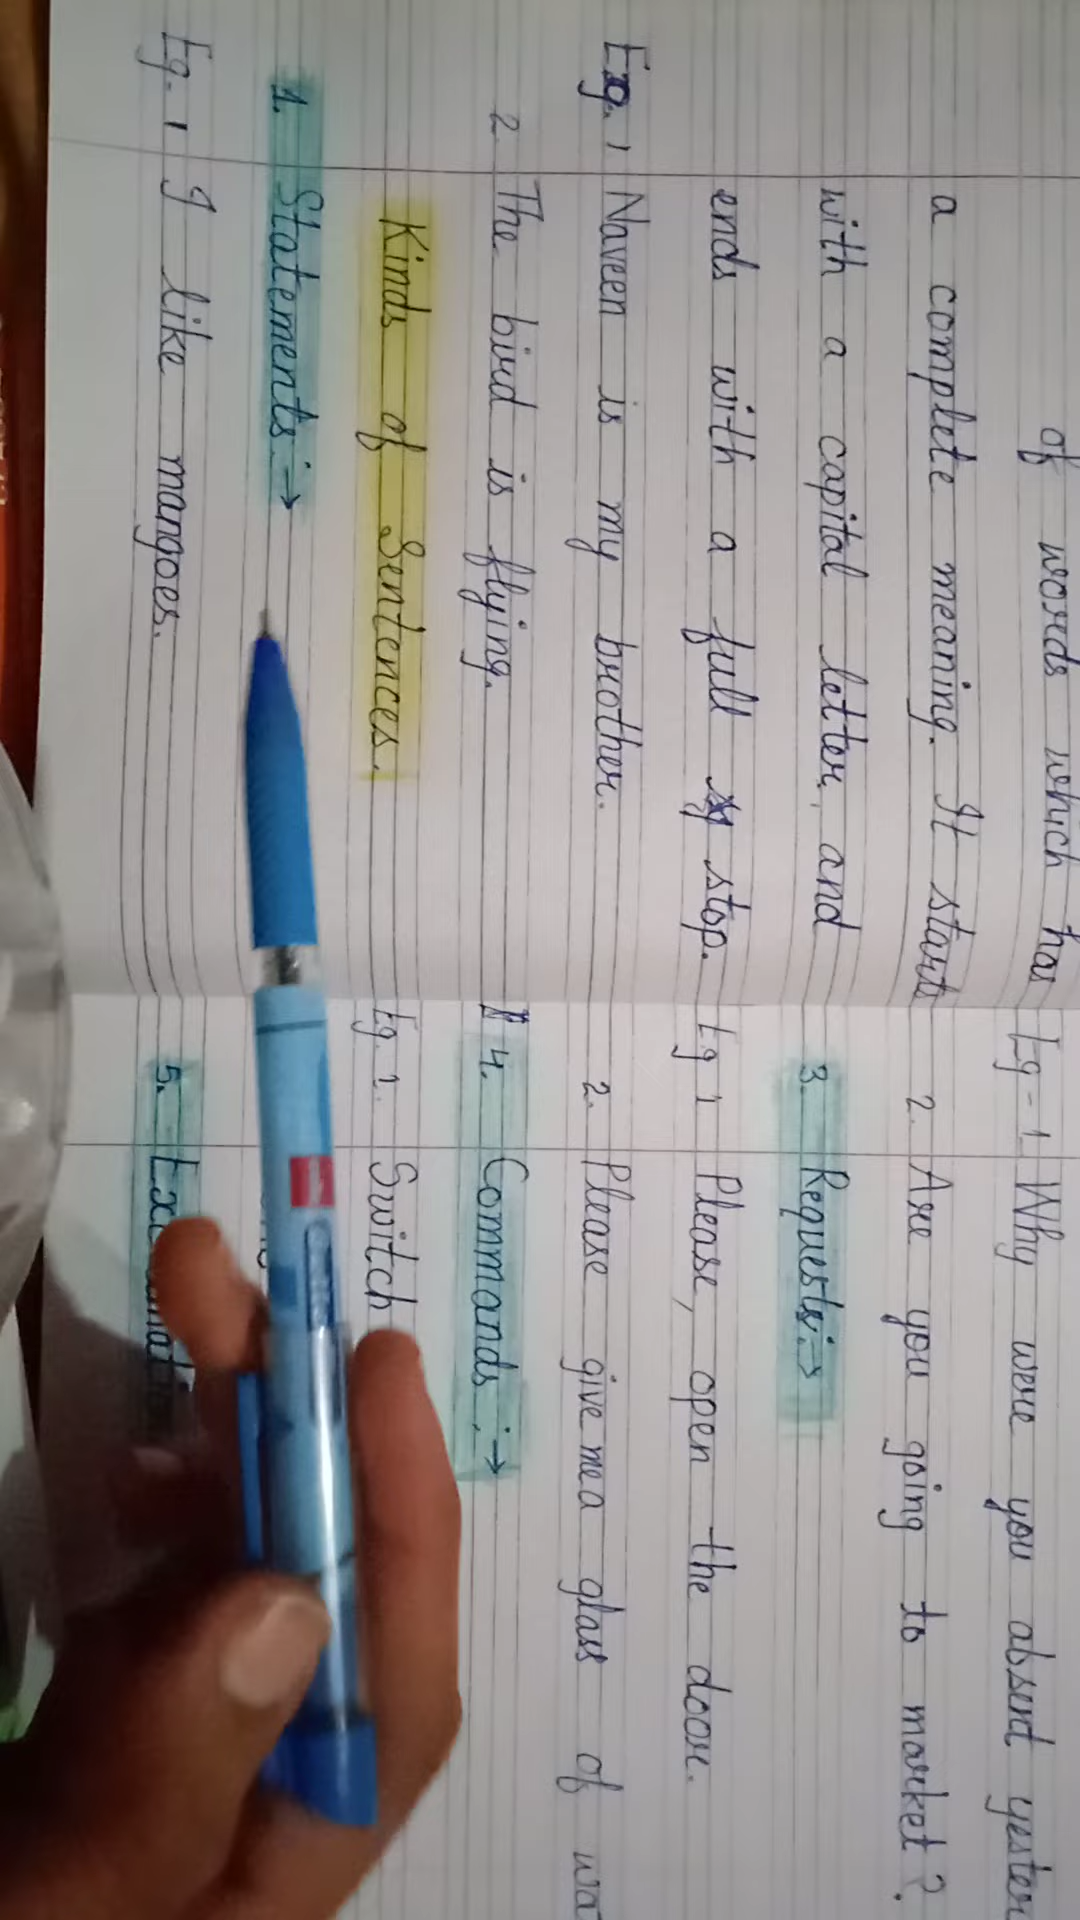 of words which has
a complete meaning. It starts
with a capital letter, and
ends with a full stop.
Eg. 1 Naveen is my brother.
2 The bird is flying.
Kinds of Sentences.
1. Statements :→
Eg. 1 I like mangoes.
Eg - 1. Why were you absent
2. Are you going to market?
3. Requests :→
Eg 1 Please, open the door.
2. Please give me a glass of
4. Commands :→
Eg. 1. Switch
5.